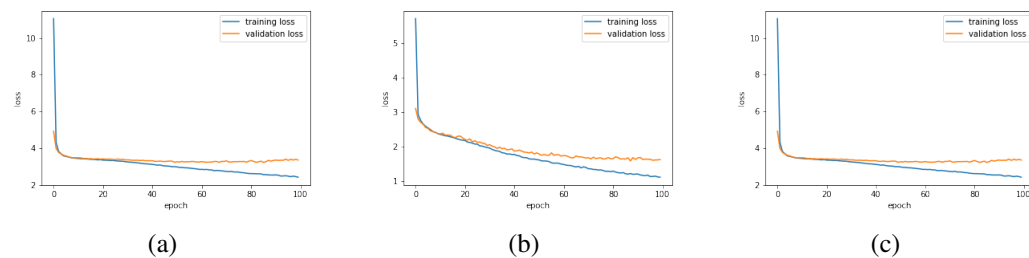 training loss
validation loss
10
8
6
4
2
loss
0 20 40 60 80 100
epoch
(a)
training loss
validation loss
5
4
3
2
1
loss
0 20 40 60 80 100
epoch
(b)
training loss
validation loss
10
8
6
4
2
loss
0 20 40 60 80 100
epoch
(c)